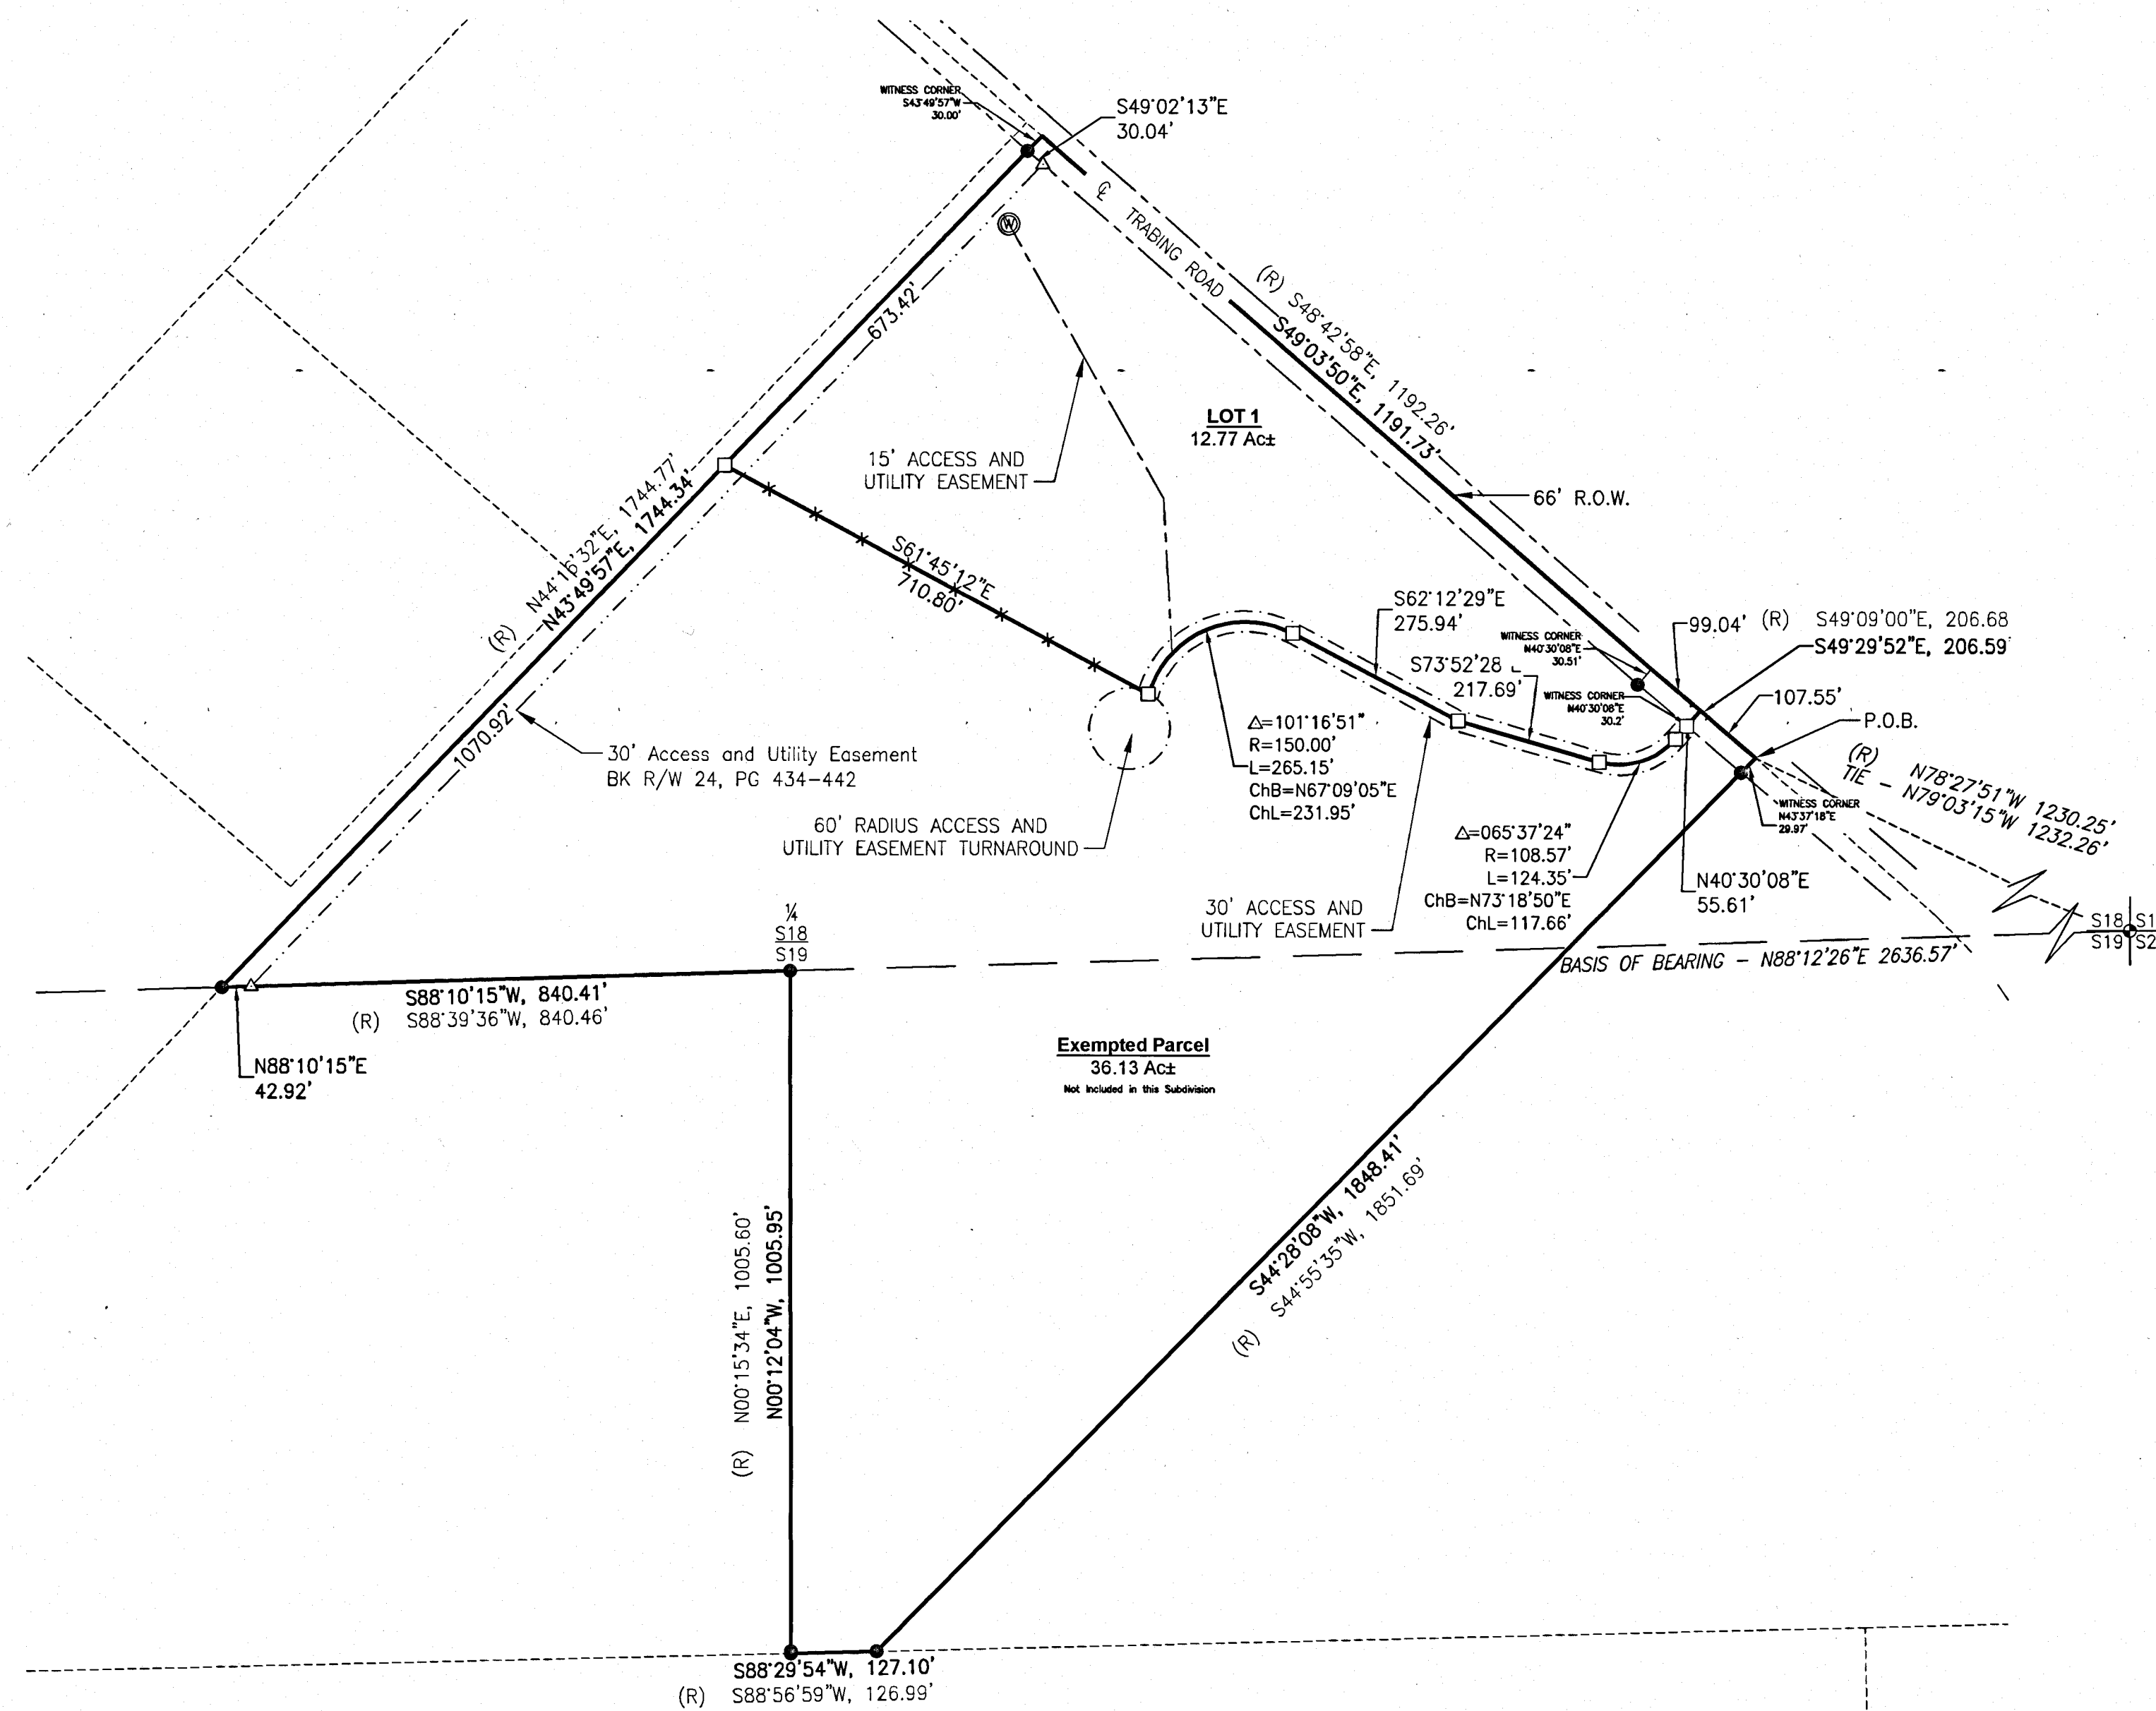 WITNESS CORNER
S43°49'57"W
30.00'
S49°02'13"E
30.04'
℄ TRABING ROAD
(R) S48°42'58"E, 1192.26'
S49°03'50"E, 1191.73'
673.42'
LOT 1
12.77 Ac±
15' ACCESS AND
UTILITY EASEMENT
66' R.O.W.
(R) N44°16'32"E, 1744.77'
N43°49'57"E, 1744.34'
S61°45'12"E
710.80'
S62°12'29"E
275.94'
WITNESS CORNER
N40°30'08"E
30.51'
99.04'
(R) S49°09'00"E, 206.68
S49°29'52"E, 206.59'
S73°52'28
217.69'
WITNESS CORNER
N40°30'08"E
30.2'
107.55'
P.O.B.
1070.92'
30' Access and Utility Easement
BK R/W 24, PG 434-442
△=101°16'51"
R=150.00'
L=265.15'
ChB=N67°09'05"E
ChL=231.95'
(R) N78°27'51"W 1230.25'
TIE - N79°03'15"W 1232.26'
WITNESS CORNER
N43°37'18"E
29.97'
60' RADIUS ACCESS AND
UTILITY EASEMENT TURNAROUND
△=065°37'24"
R=108.57'
L=124.35'
ChB=N73°18'50"E
ChL=117.66'
N40°30'08"E
55.61'
30' ACCESS AND
UTILITY EASEMENT
1/4
S18
S19
S18 S1
S19 S2
BASIS OF BEARING - N88°12'26"E 2636.57'
S88°10'15"W, 840.41'
(R) S88°39'36"W, 840.46'
N88°10'15"E
42.92'
Exempted Parcel
36.13 Ac±
Not Included in this Subdivision
(R) N00°15'34"E, 1005.60'
N00°12'04"W, 1005.95'
S44°28'08"W, 1848.41'
(R) S44°55'35"W, 1851.69'
S88°29'54"W, 127.10'
(R) S88°56'59"W, 126.99'
W